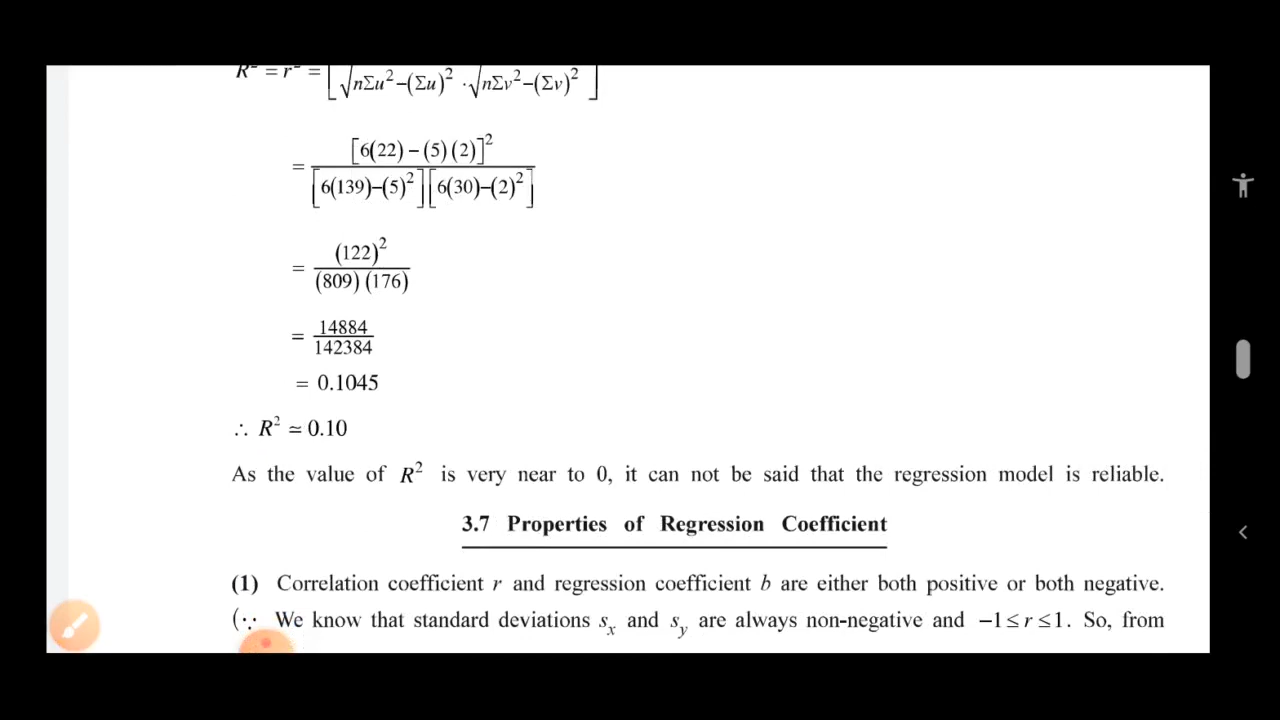 R² = r² = [ √nΣu²−(Σu)² · √nΣv²−(Σv)² ]
= [6(22) − (5) (2)]² / [6(139)−(5)²] [6(30)−(2)²]
= (122)² / (809) (176)
= 14884 / 142384
= 0.1045
∴ R² ≃ 0.10
As the value of R² is very near to 0, it can not be said that the regression model is reliable.
3.7 Properties of Regression Coefficient
(1) Correlation coefficient r and regression coefficient b are either both positive or both negative.
(∵ We know that standard deviations sₓ and s_y are always non-negative and −1 ≤ r ≤ 1. So, from